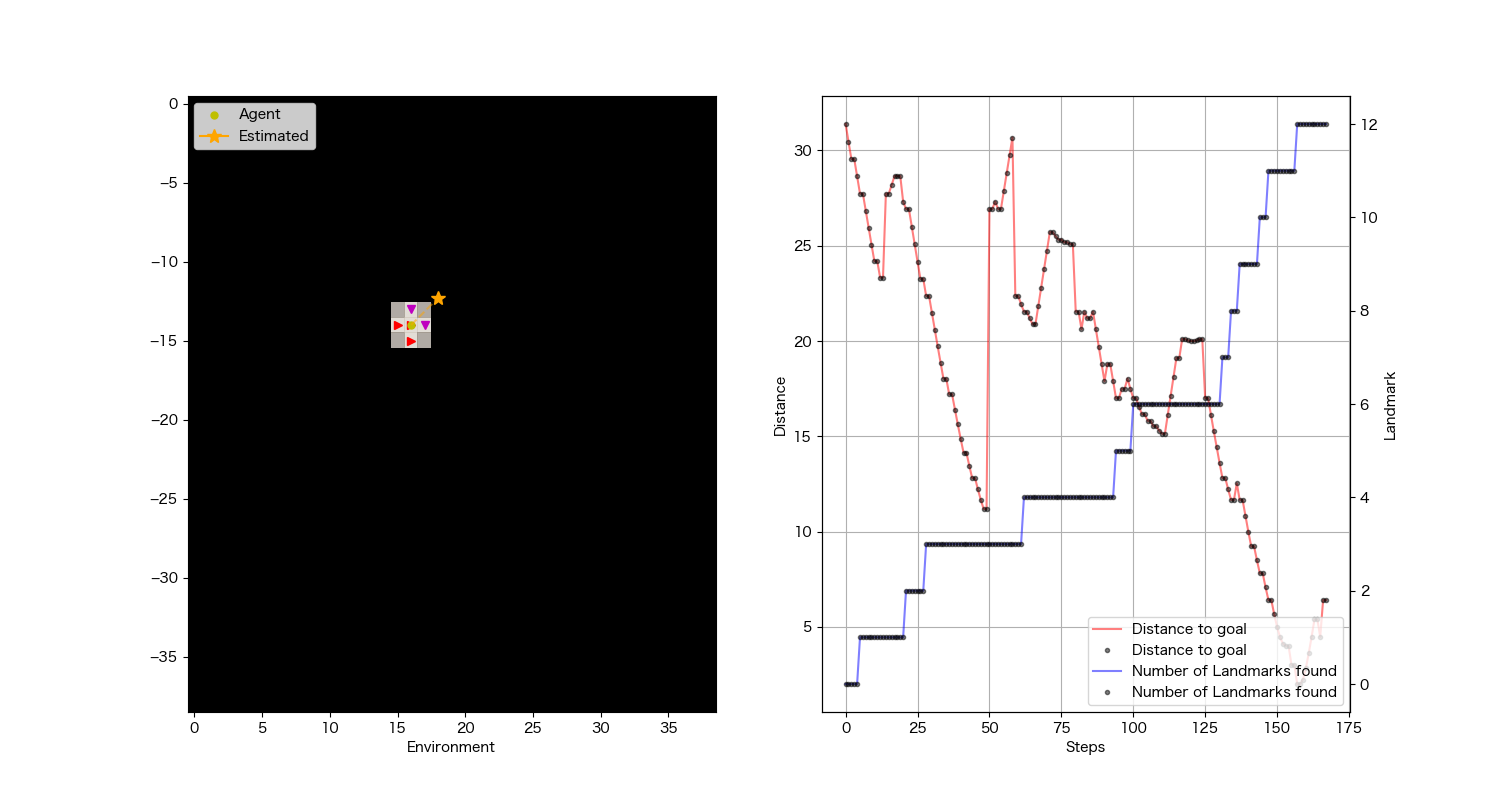 Agent
Estimated
0
−5
−10
−15
−20
−25
−30
−35
0 5 10 15 20 25 30 35
Environment
30
25
20
15
10
5
Distance
12
10
8
6
4
2
0
Landmark
Distance to goal
Distance to goal
Number of Landmarks found
Number of Landmarks found
0 25 50 75 100 125 150 175
Steps